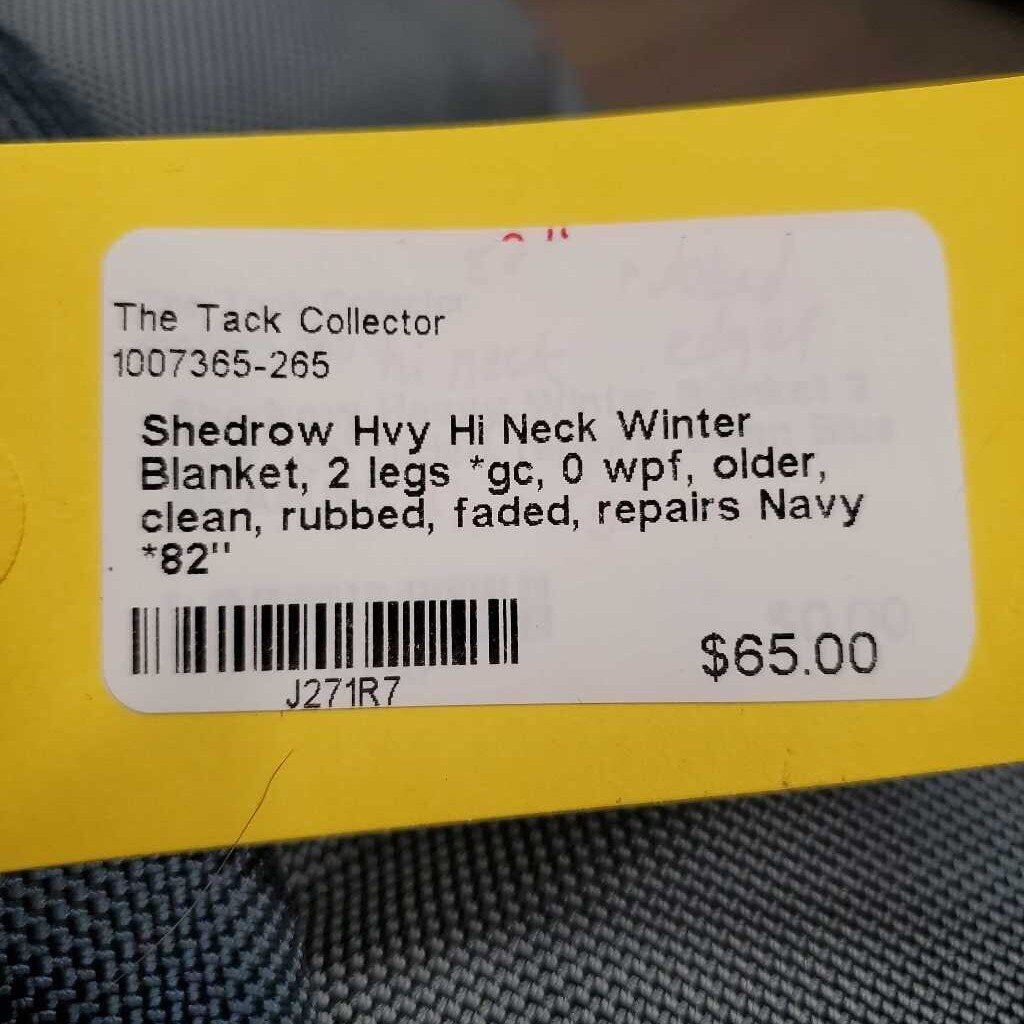 The Tack Collector
1007365-265
Shedrow Hvy Hi Neck Winter
Blanket, 2 legs *gc, 0 wpf, older,
clean, rubbed, faded, repairs Navy
*82"
J271R7
$65.00